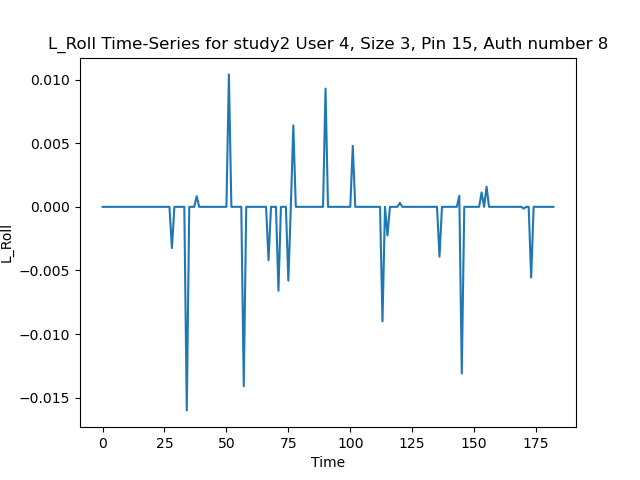 L_Roll Time-Series for study2 User 4, Size 3, Pin 15, Auth number 8
0.010
0.005
0.000
−0.005
−0.010
−0.015
L_Roll
0 25 50 75 100 125 150 175
Time